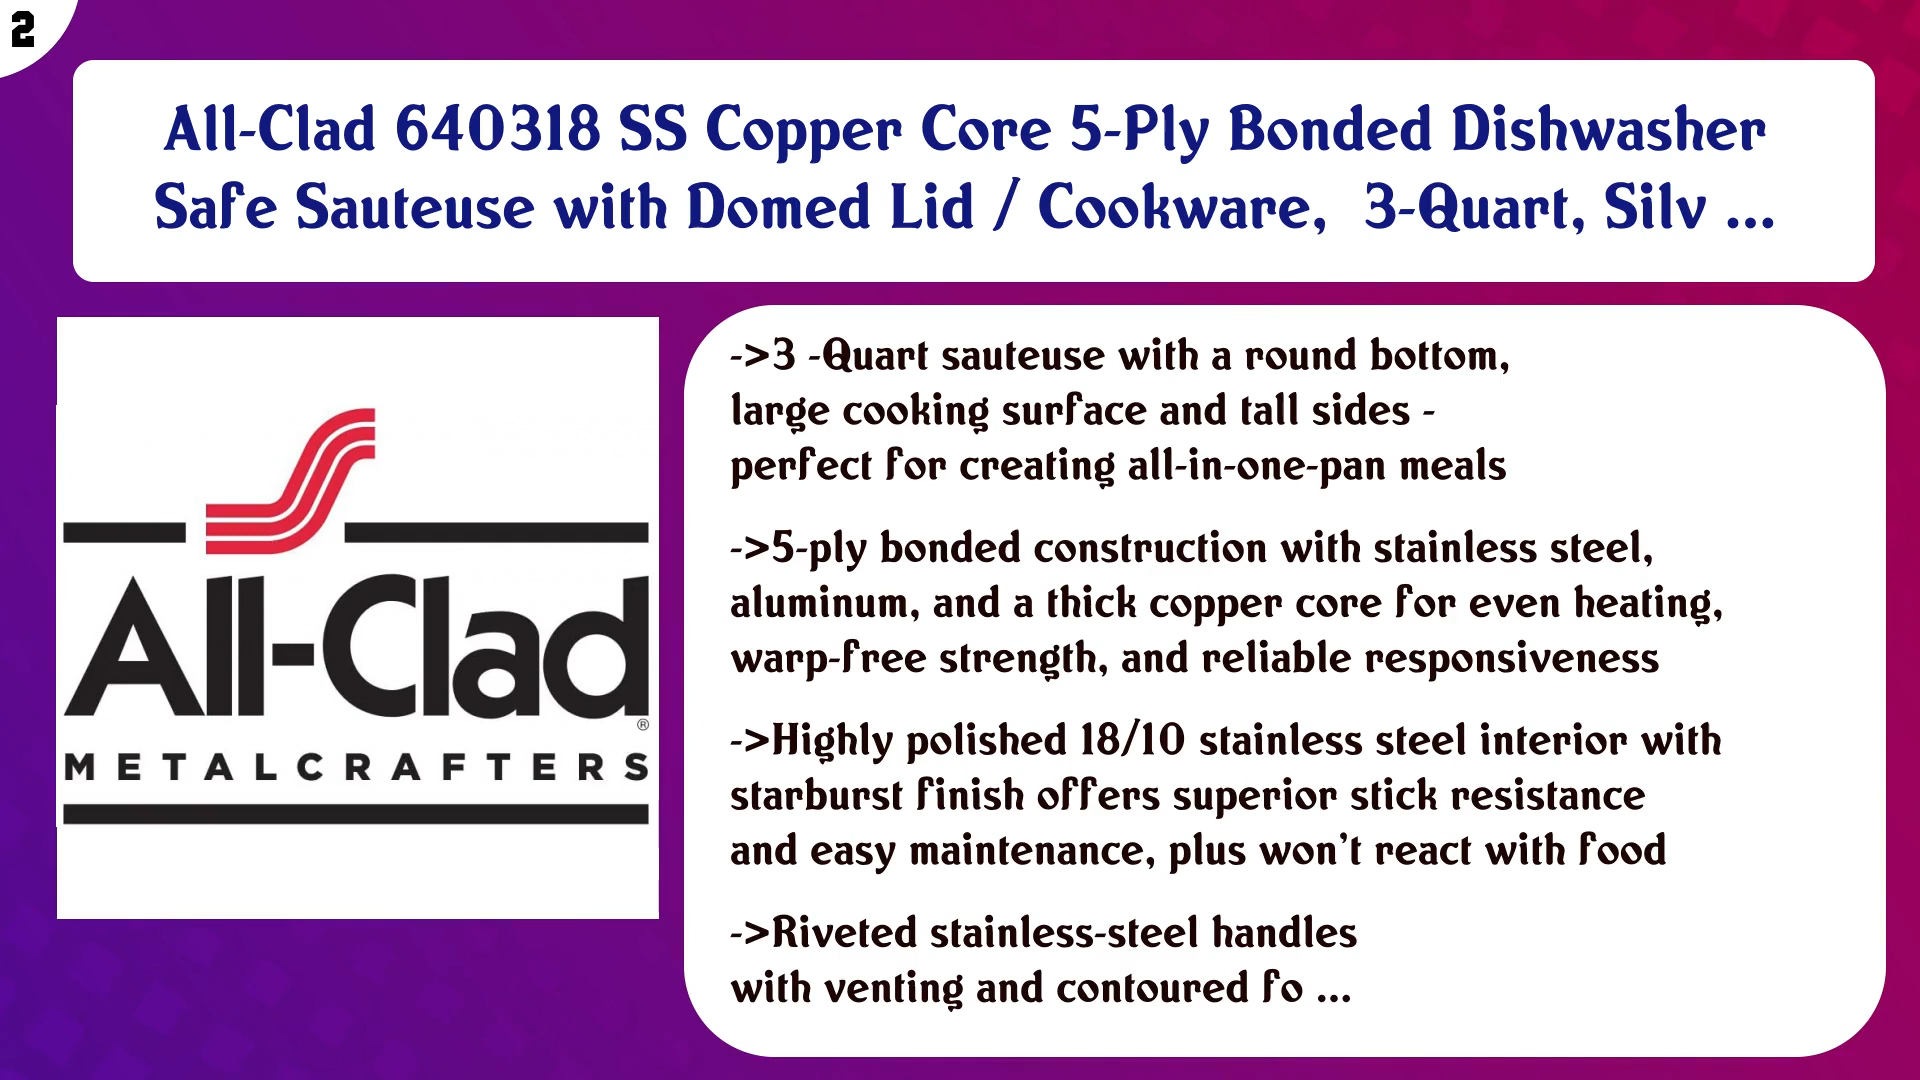 2
All-Clad 640318 SS Copper Core 5-Ply Bonded Dishwasher
Safe Sauteuse with Domed Lid / Cookware,  3-Quart, Silv ...
All-Clad
®
METALCRAFTERS
->3 -Quart sauteuse with a round bottom,
large cooking surface and tall sides -
perfect for creating all-in-one-pan meals
->5-ply bonded construction with stainless steel,
aluminum, and a thick copper core for even heating,
warp-free strength, and reliable responsiveness
->Highly polished 18/10 stainless steel interior with
starburst finish offers superior stick resistance
and easy maintenance, plus won't react with food
->Riveted stainless-steel handles
with venting and contoured fo ...